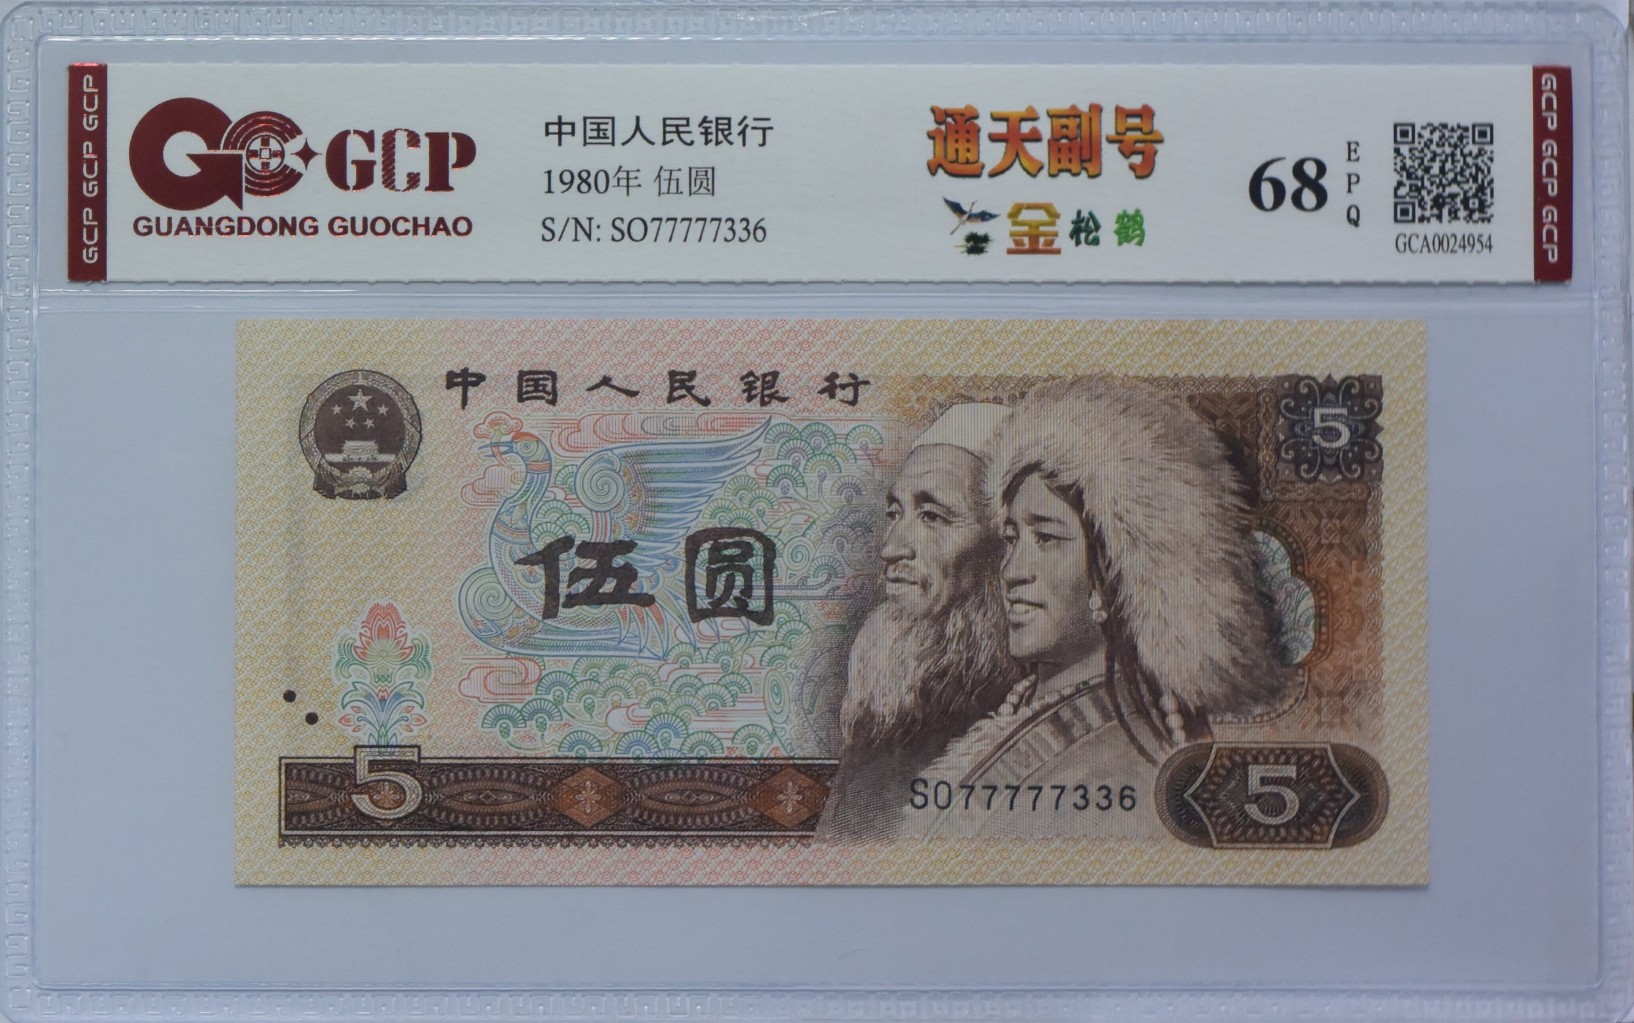 GCP GCP GCP
GCP
GUANGDONG GUOCHAO
中国人民银行
1980年 伍圆
S/N: SO77777336
通天副号
金松鹤
68
EPQ
GCA0024954
GCP GCP GCP
中国人民银行
5
伍圆
5
SO77777336
5